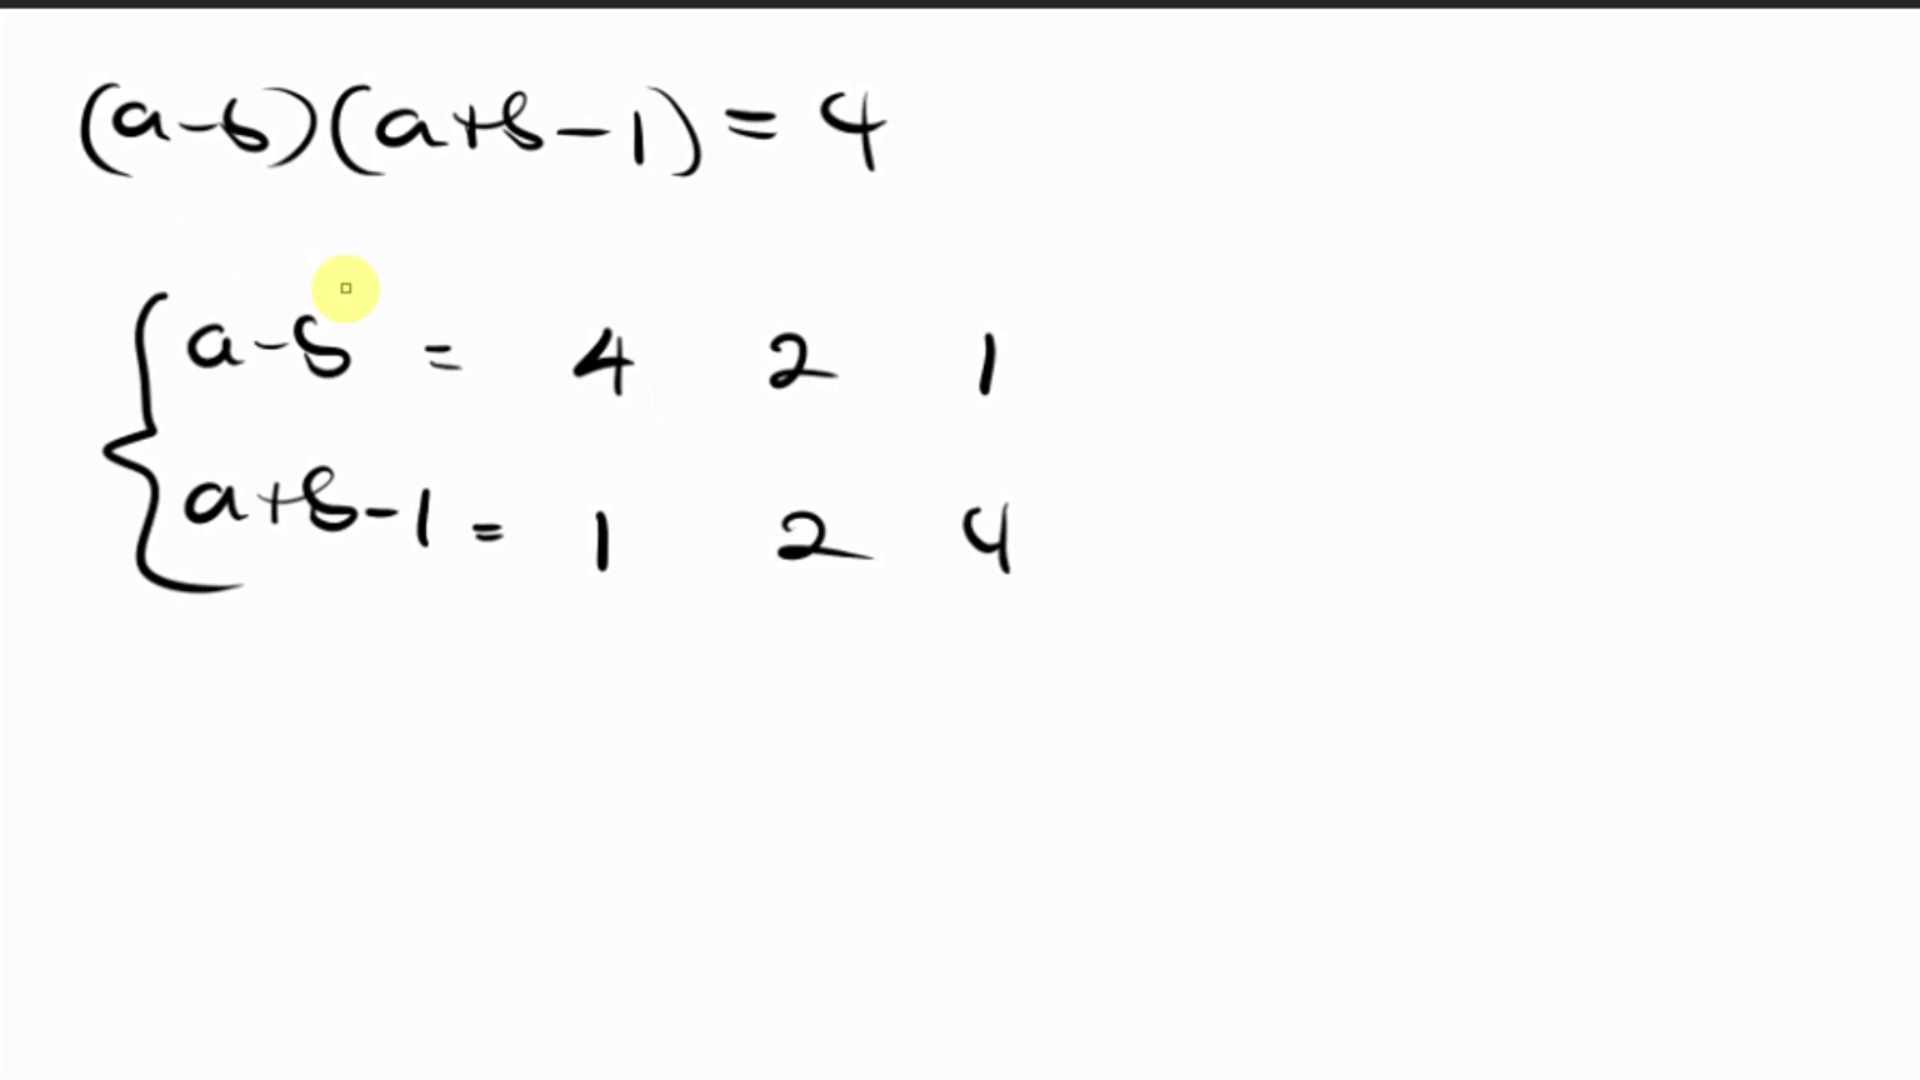 (a-b)(a+b-1) = 4
a-b = 4 2 1
a+b-1 = 1 2 4